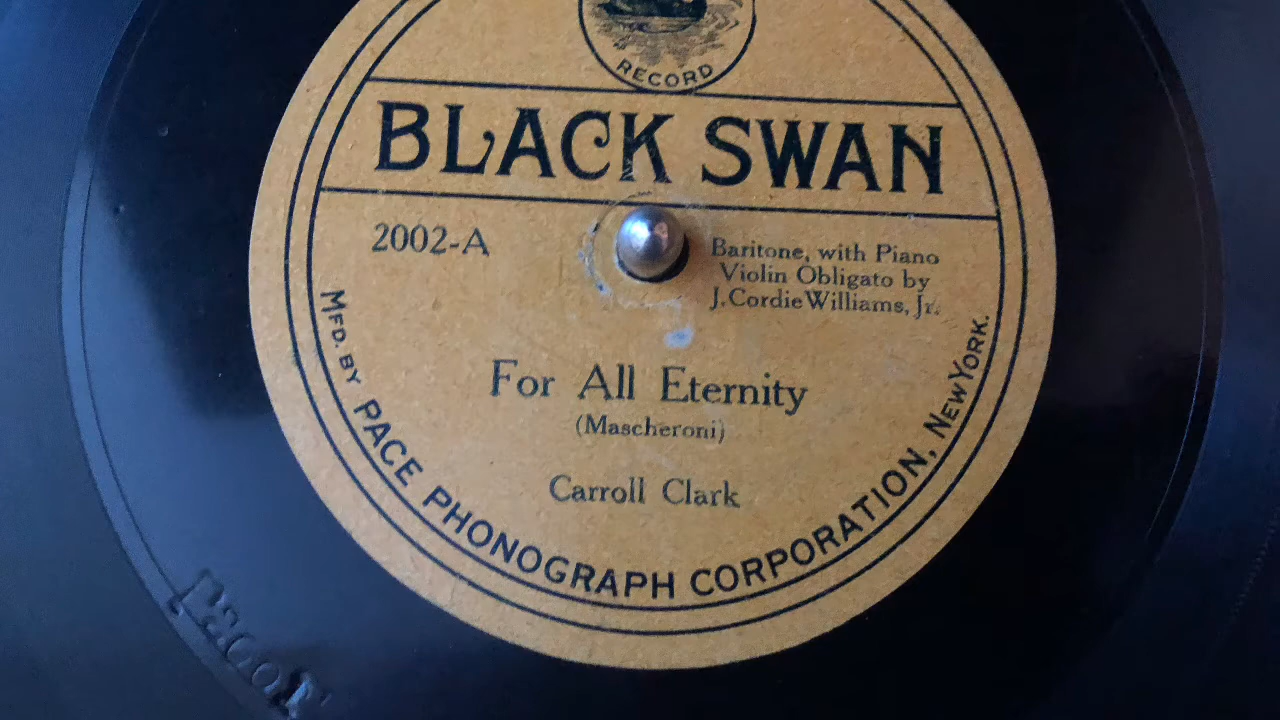 RECORD
BLACK SWAN
2002-A
Baritone, with Piano
Violin Obligato by
J. Cordie Williams, Jr.
For All Eternity
(Mascheroni)
Carroll Clark
MFD. BY PACE PHONOGRAPH CORPORATION, NEW YORK.